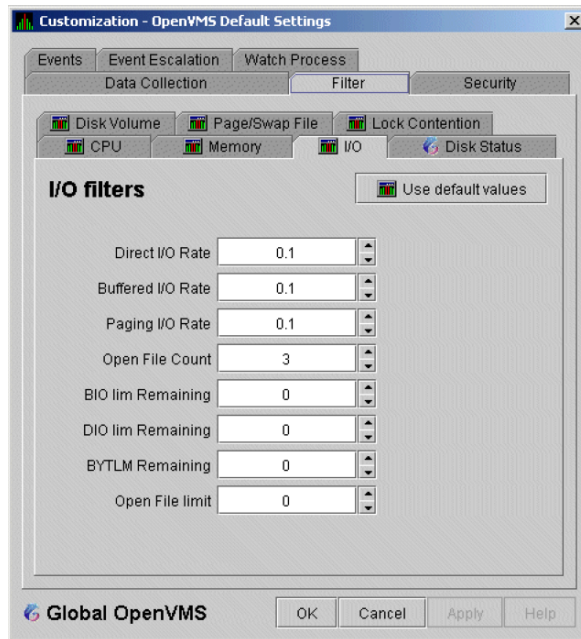 Customization - OpenVMS Default Settings
Events Event Escalation Watch Process
Data Collection Filter Security
Disk Volume Page/Swap File Lock Contention
CPU Memory I/O Disk Status
I/O filters Use default values
Direct I/O Rate 0.1
Buffered I/O Rate 0.1
Paging I/O Rate 0.1
Open File Count 3
BIO lim Remaining 0
DIO lim Remaining 0
BYTLM Remaining 0
Open File limit 0
Global OpenVMS OK Cancel Apply Help